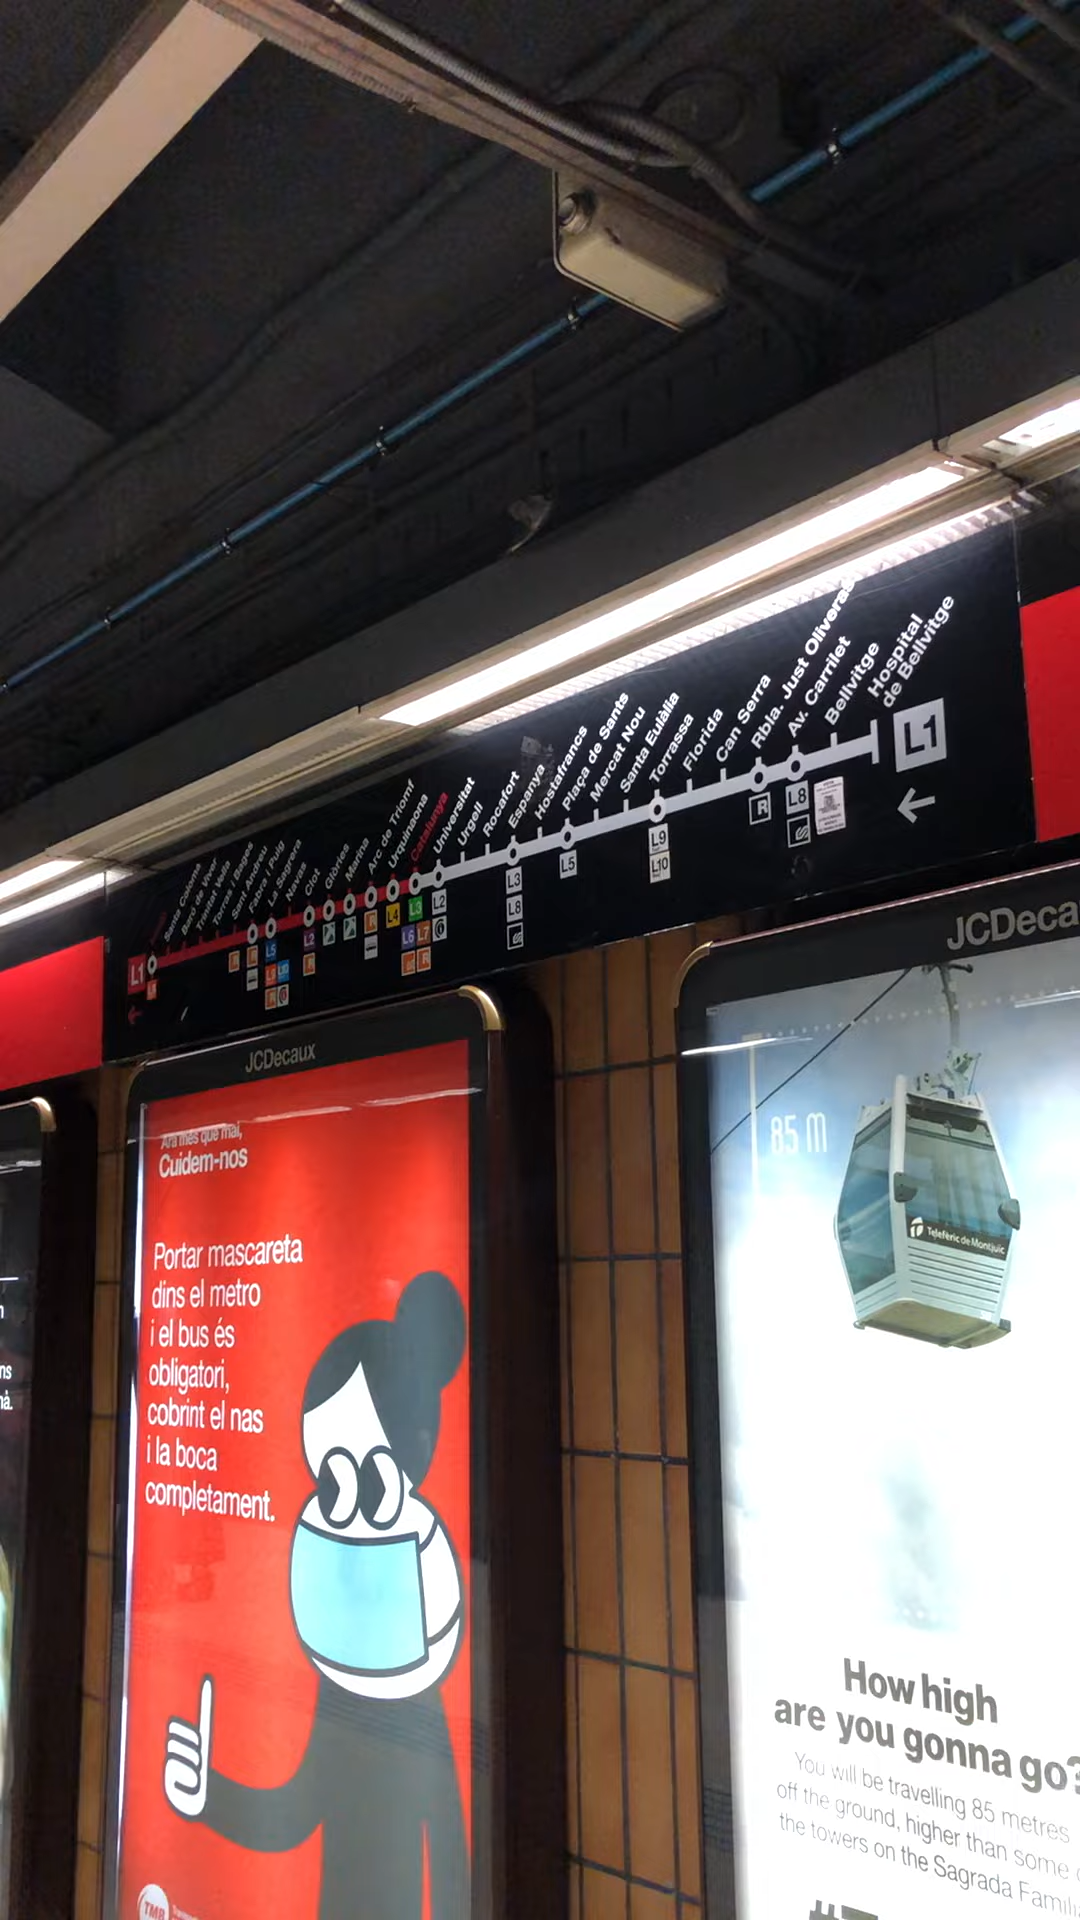 Santa Coloma
Baró de Viver
Trinitat Vella
Torras i Bages
Sant Andreu
Fabra i Puig
La Sagrera
Navas
Clot
Glòries
Marina
Arc de Triomf
Urquinaona
Catalunya
Universitat
Urgell
Rocafort
Espanya
Hostafrancs
Plaça de Sants
Mercat Nou
Santa Eulàlia
Torrassa
Florida
Can Serra
Rbla. Just Oliveras
Av. Carrilet
Bellvitge
Hospital
de Bellvitge
L1
L1
L5
L9 L10
L2
L4
L3
L6 L7
L2
L3
L8
L5
L9
L10
R
L8
JCDecaux
Ara més que mai,
Cuidem-nos
Portar mascareta
dins el metro
i el bus és
obligatori,
cobrint el nas
i la boca
completament.
TMB
JCDeca
85 m
Telefèric de Montjuïc
How high
are you gonna go?
You will be travelling 85 metres
off the ground, higher than some
the towers on the Sagrada Famíli